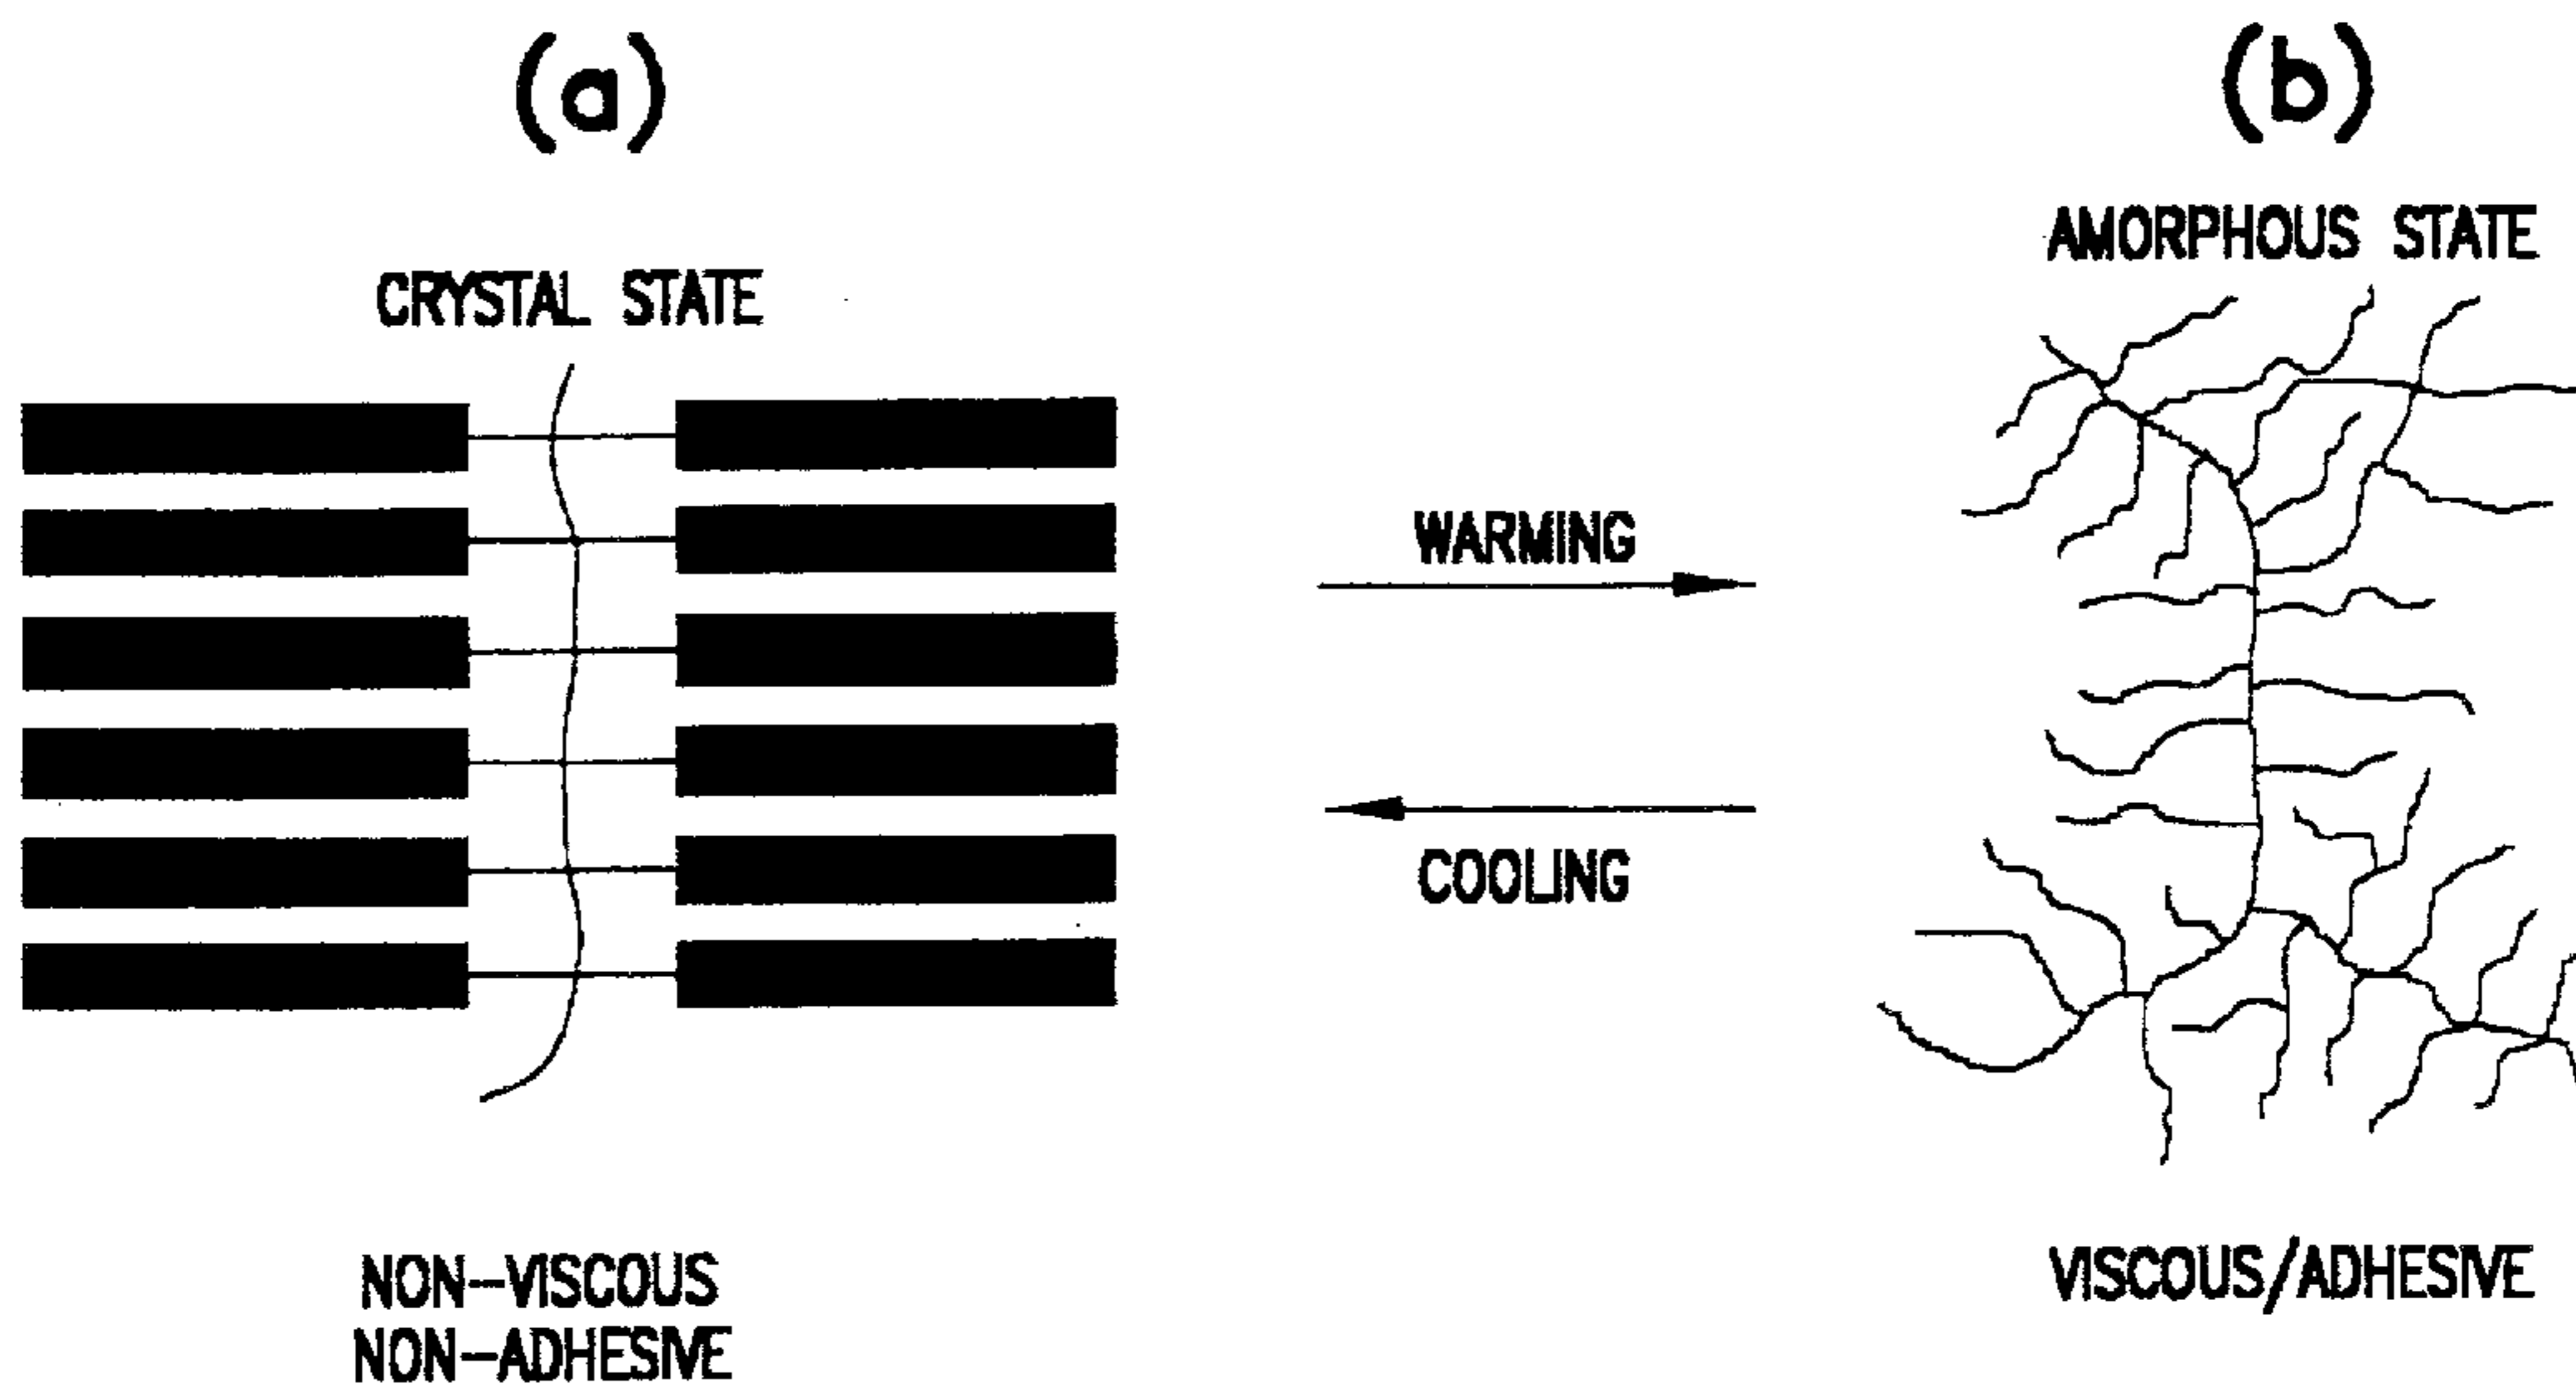 (a)
CRYSTAL STATE
NON-VISCOUS
NON-ADHESIVE
WARMING
COOLING
(b)
AMORPHOUS STATE
VISCOUS/ADHESIVE